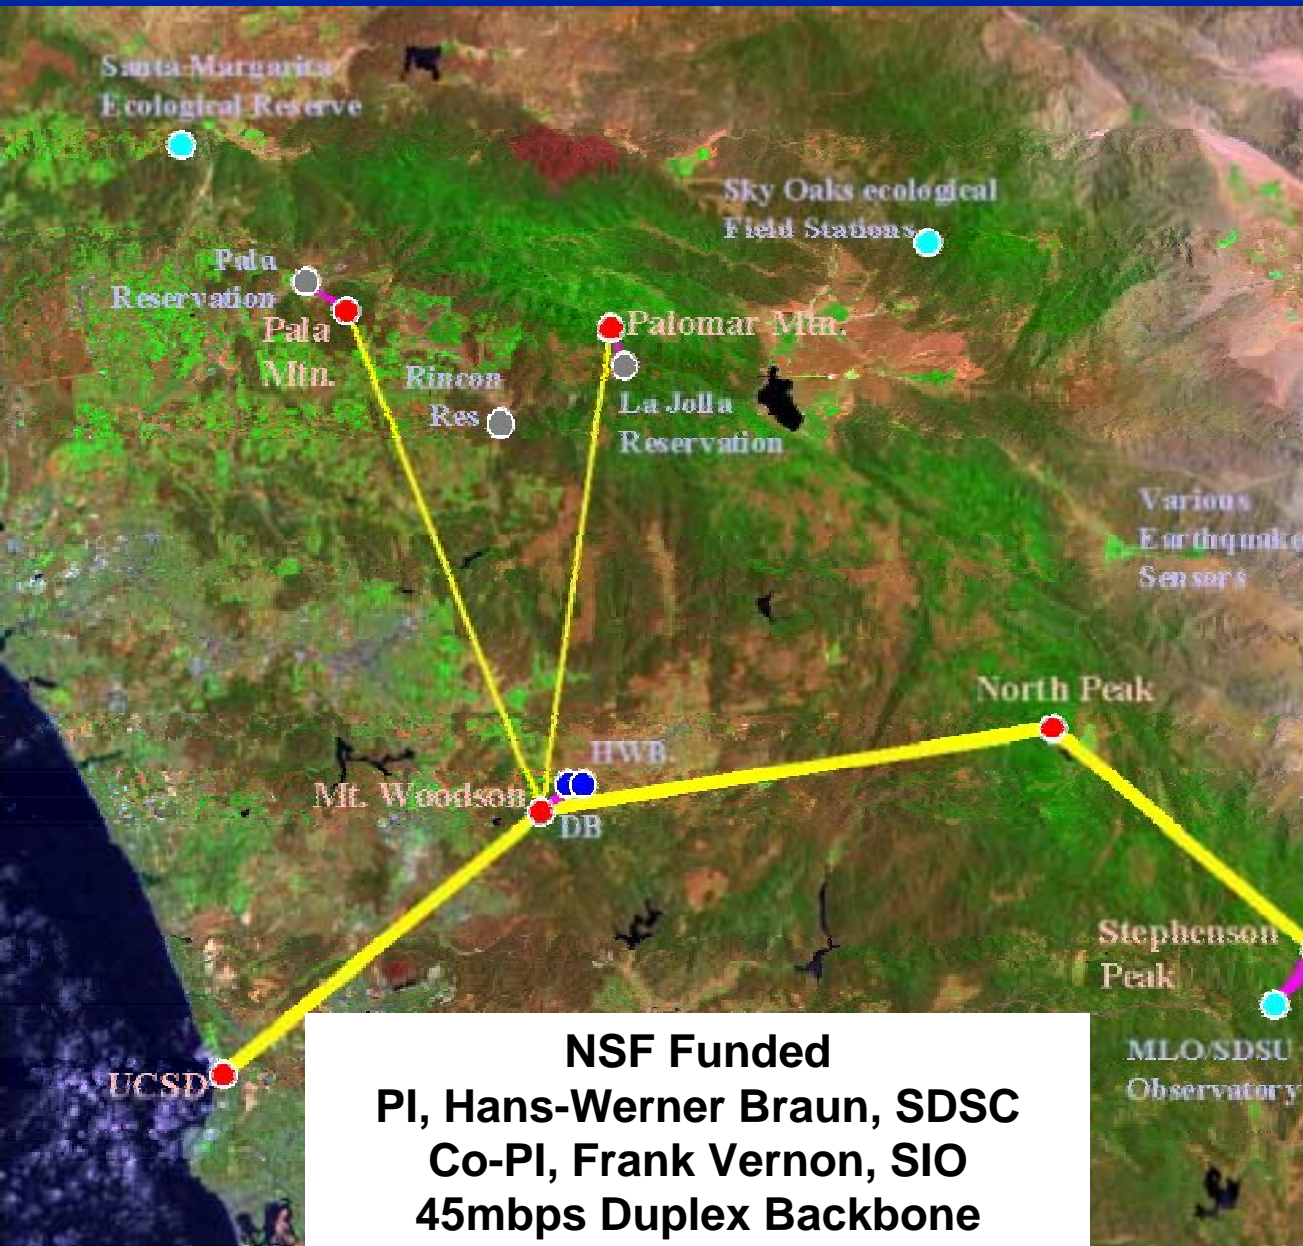 Santa Margarita
Ecological Reserve
Sky Oaks ecological
Field Stations
Pala
Reservation
Pala
Mtn.
Palomar Mtn.
Rincon
Res
La Jolla
Reservation
Various
Earthquake
Sensors
North Peak
HWB
Mt. Woodson
DB
Stephenson
Peak
UCSD
MLO/SDSU
Observatory
NSF Funded
PI, Hans-Werner Braun, SDSC
Co-PI, Frank Vernon, SIO
45mbps Duplex Backbone